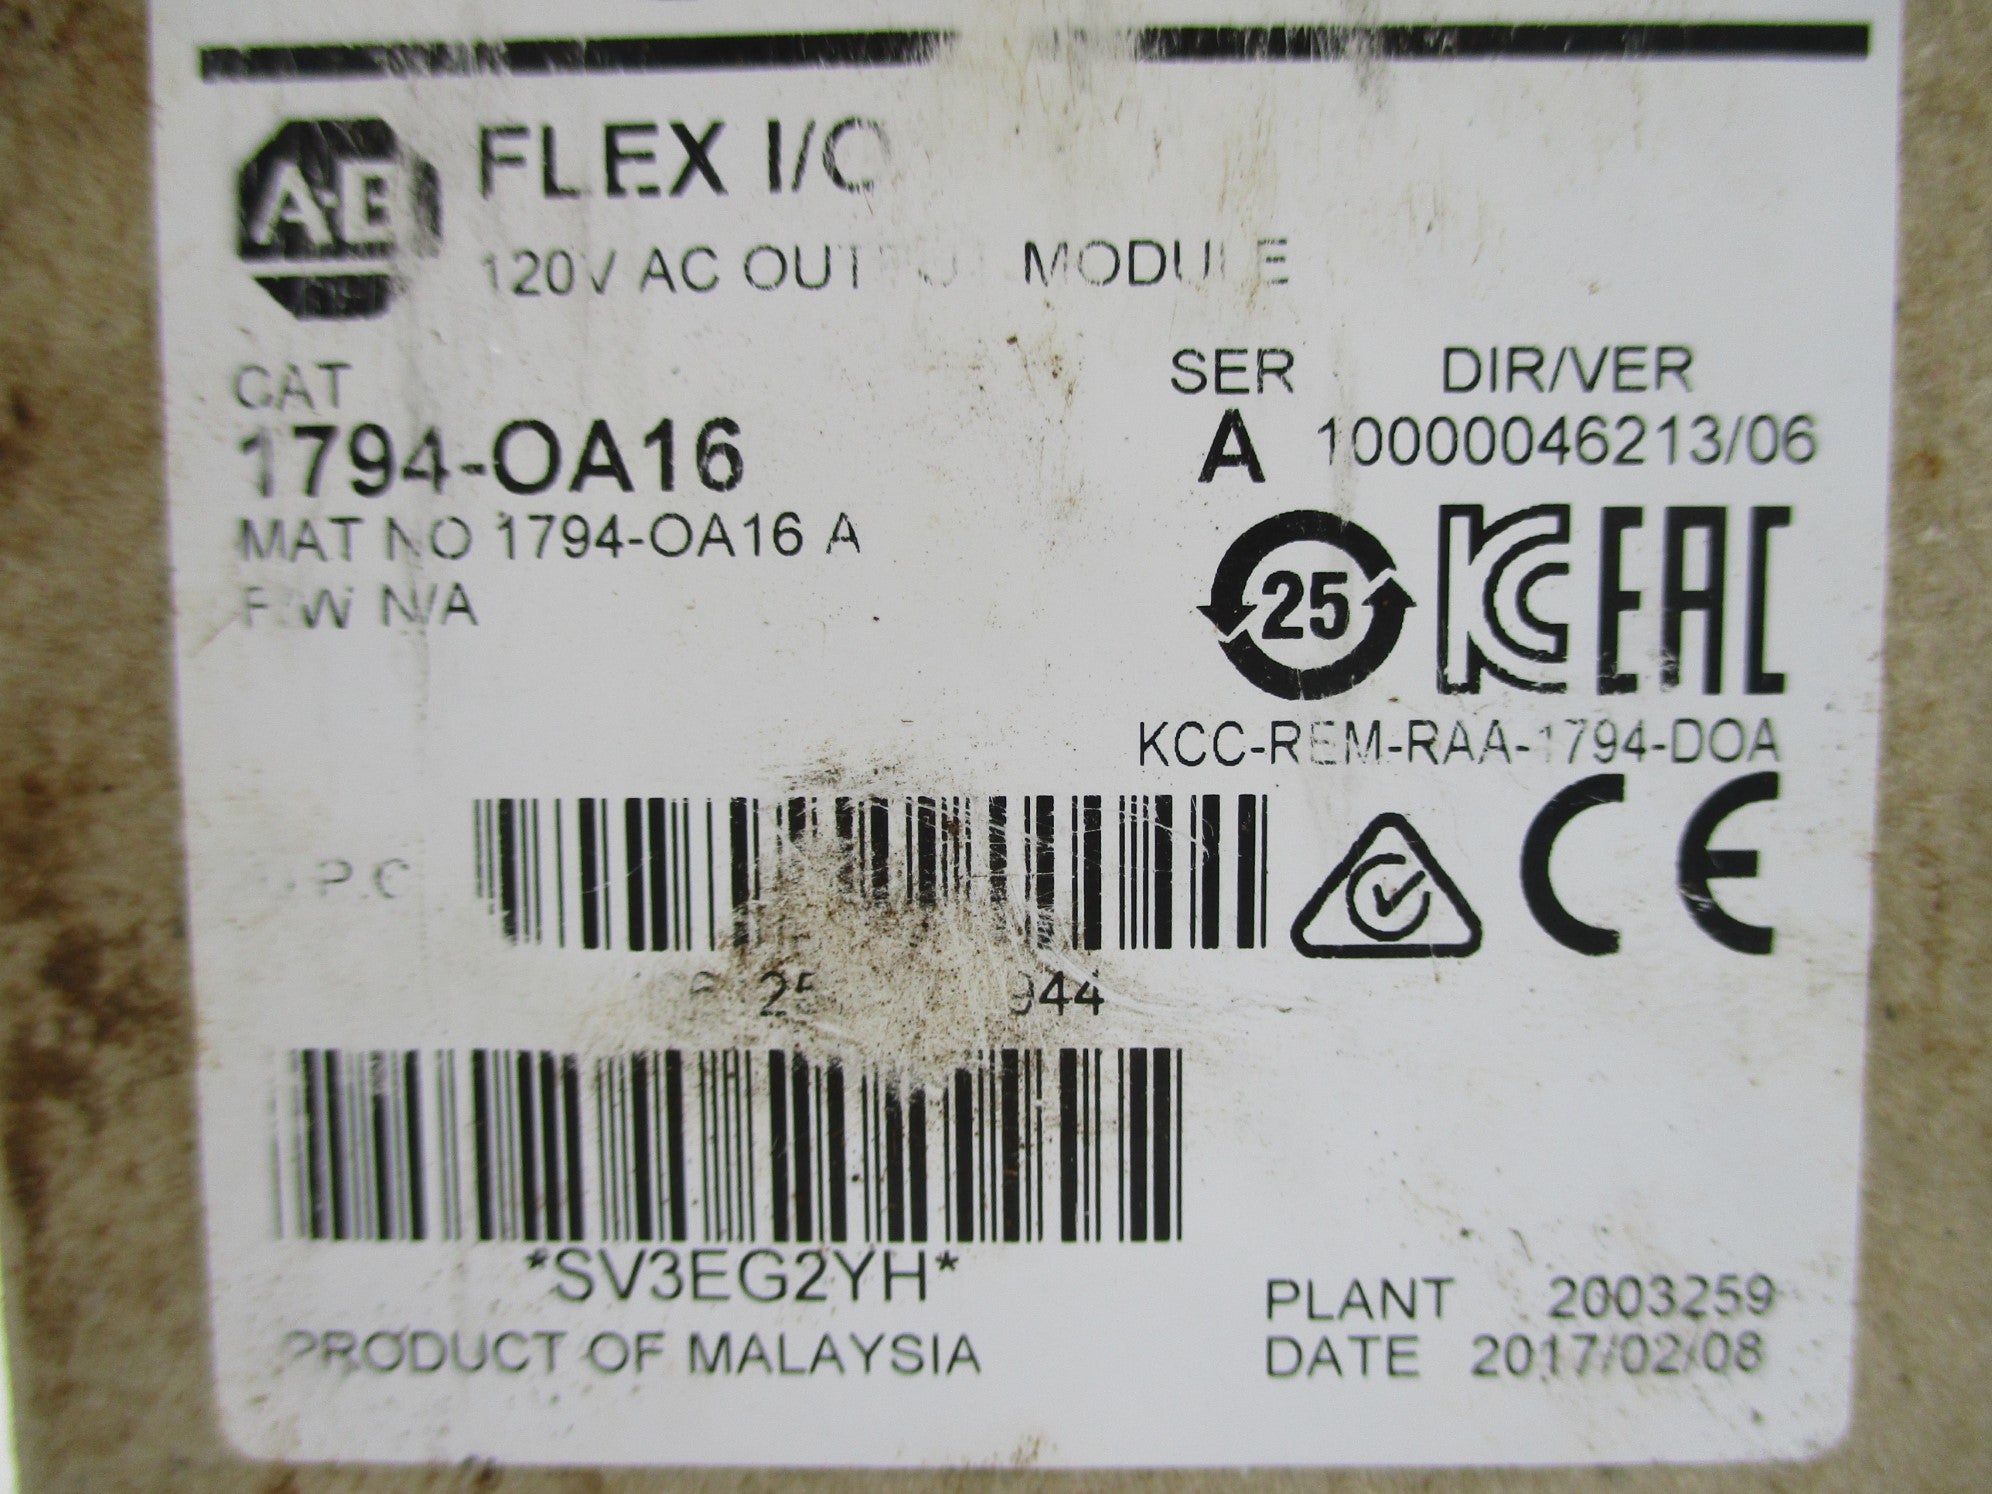 A-B
FLEX I/O
120V AC OUTPUT MODULE
CAT
SER
DIR/VER
1794-OA16
A
10000046213/06
MAT NO 1794-OA16 A
F/W N/A
25
KC
EAC
KCC-REM-RAA-1794-DOA
CE
*SV3EG2YH*
PRODUCT OF MALAYSIA
PLANT 2003259
DATE 2017/02/08